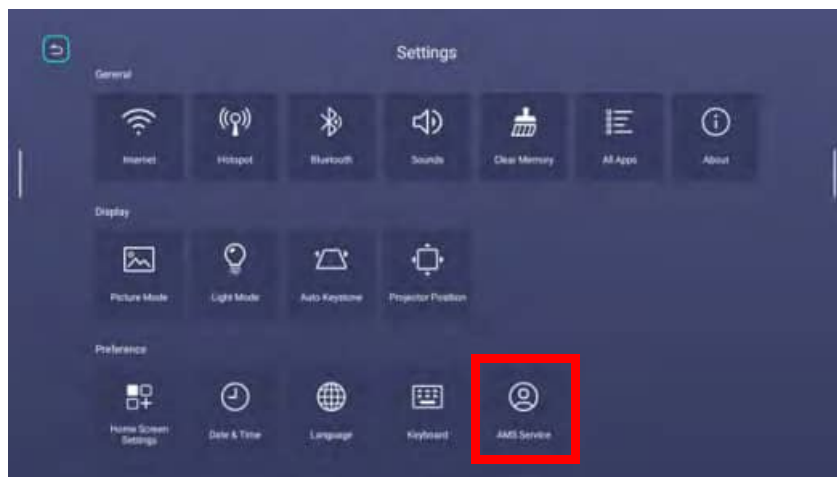 Settings
General
Internet
Hotspot
Bluetooth
Sounds
Clear Memory
All Apps
About
Display
Picture Mode
Light Mode
Auto Keystone
Projector Position
Preference
Home Screen
Settings
Date & Time
Language
Keyboard
AMS Service